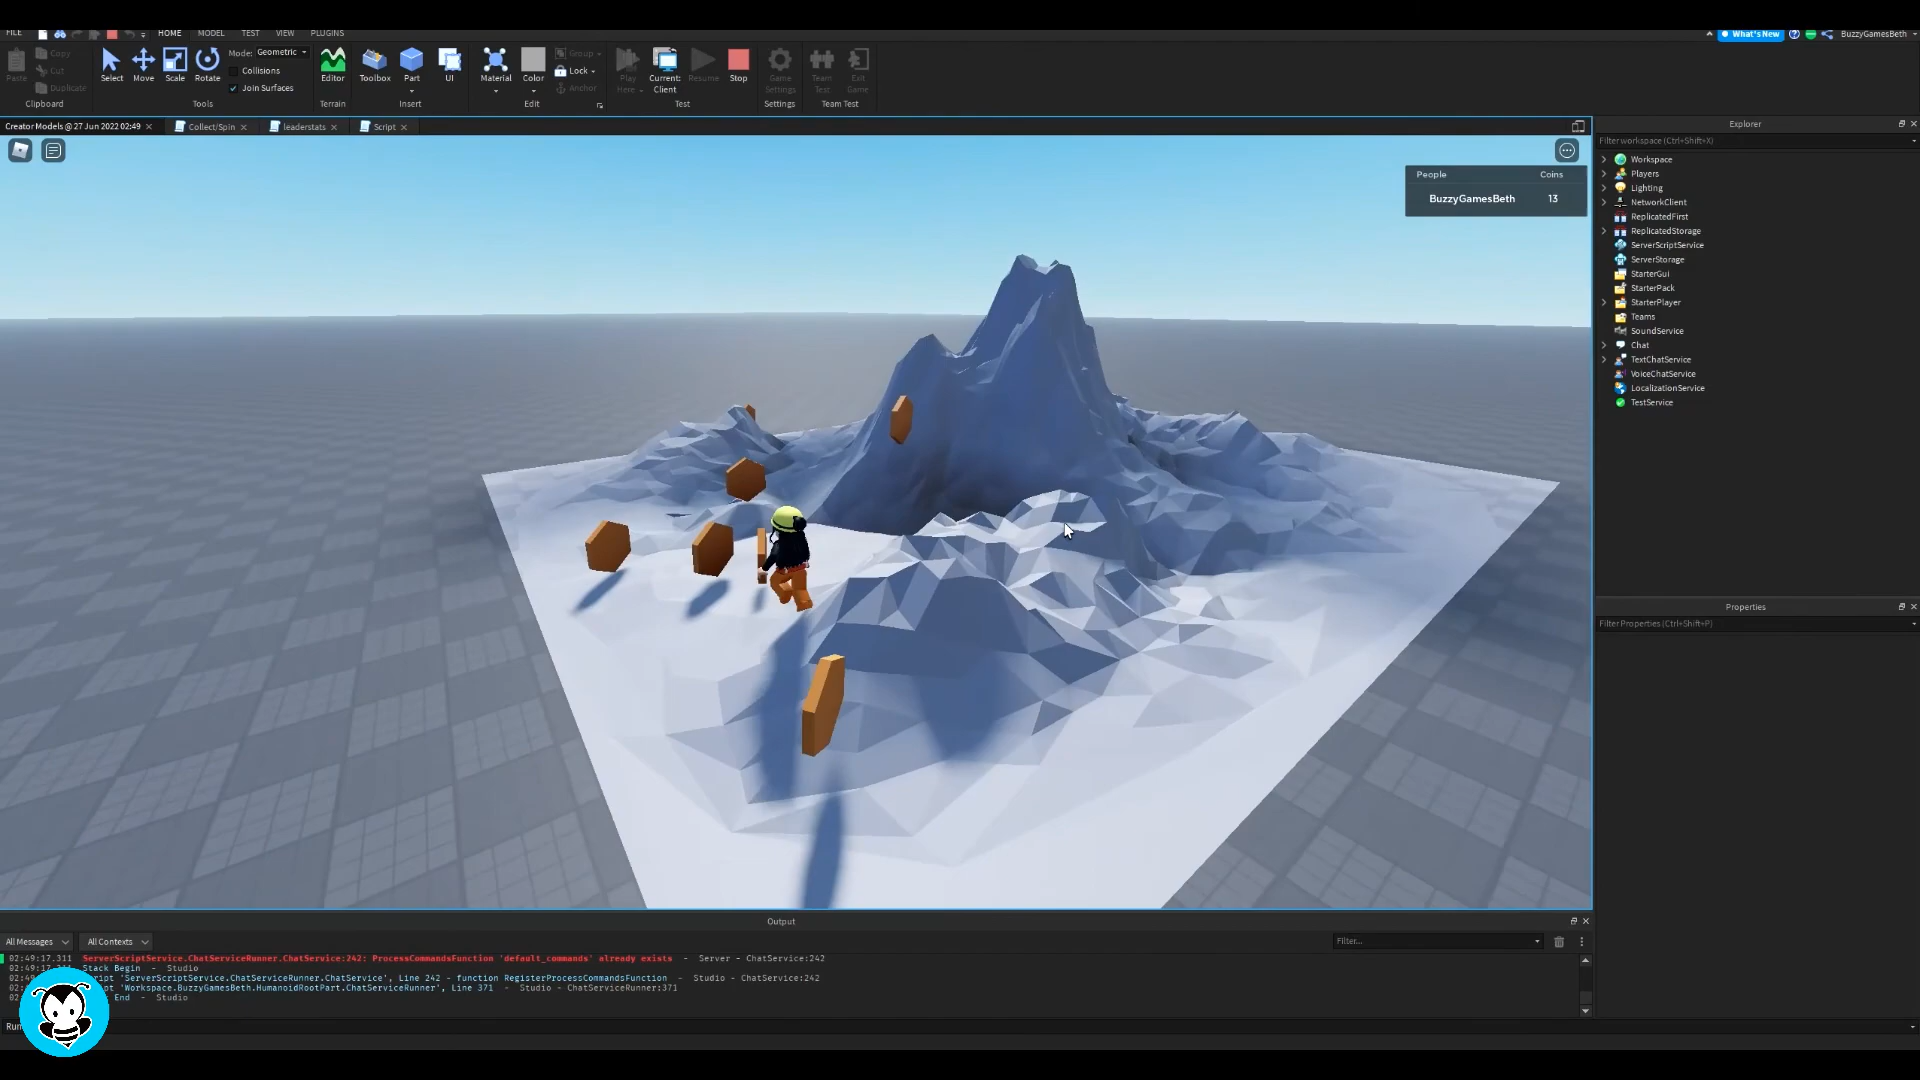 FILE HOME MODEL TEST VIEW PLUGINS What's New BuzzyGamesBeth
Paste Copy Cut Duplicate Clipboard
Select Move Scale Rotate Mode: Geometric Collisions Join Surfaces Tools
Editor Terrain
Toolbox Part UI Insert
Material Color Group Lock Anchor Edit
Play Here Current: Client Resume Stop Test
Game Settings Settings
Team Test Exit Game Team Test
Creator Models @ 27 Jun 2022 02:49 Collect/Spin leaderstats Script
People Coins
BuzzyGamesBeth 13
Explorer
Filter workspace (Ctrl+Shift+X)
Workspace
Players
Lighting
NetworkClient
ReplicatedFirst
ReplicatedStorage
ServerScriptService
ServerStorage
StarterGui
StarterPack
StarterPlayer
Teams
SoundService
Chat
TextChatService
VoiceChatService
LocalizationService
TestService
Properties
Filter Properties (Ctrl+Shift+P)
Output
All Messages All Contexts Filter...
02:49:17.311 ServerScriptService.ChatServiceRunner.ChatService:242: ProcessCommandsFunction 'default_commands' already exists - Server - ChatService:242
02:49:17.311 Stack Begin - Studio
'ServerScriptService.ChatServiceRunner.ChatService', Line 242 - function RegisterProcessCommandsFunction - Studio - ChatService:242
'Workspace.BuzzyGamesBeth.HumanoidRootPart.ChatServiceRunner', Line 371 - Studio - ChatServiceRunner:371
End - Studio